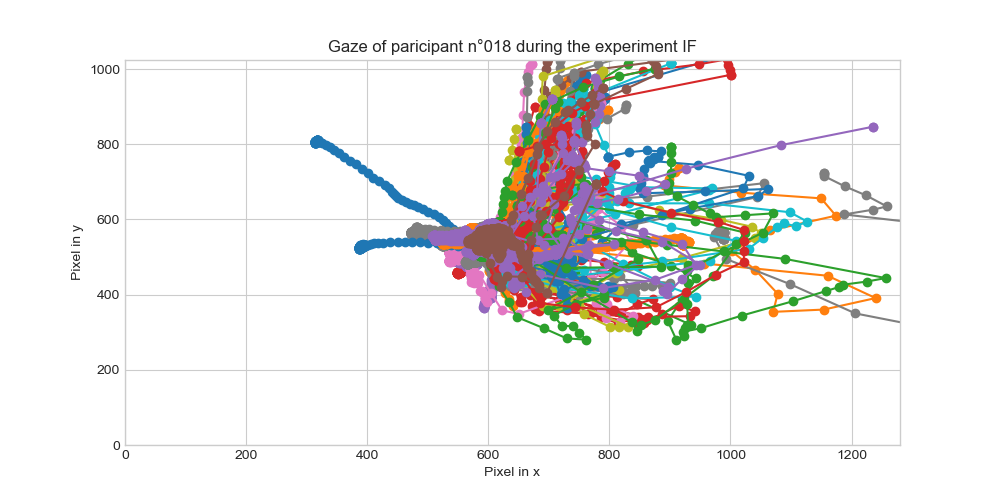 Gaze of paricipant n°018 during the experiment IF
1000
800
600
400
200
0
Pixel in y
0 200 400 600 800 1000 1200
Pixel in x